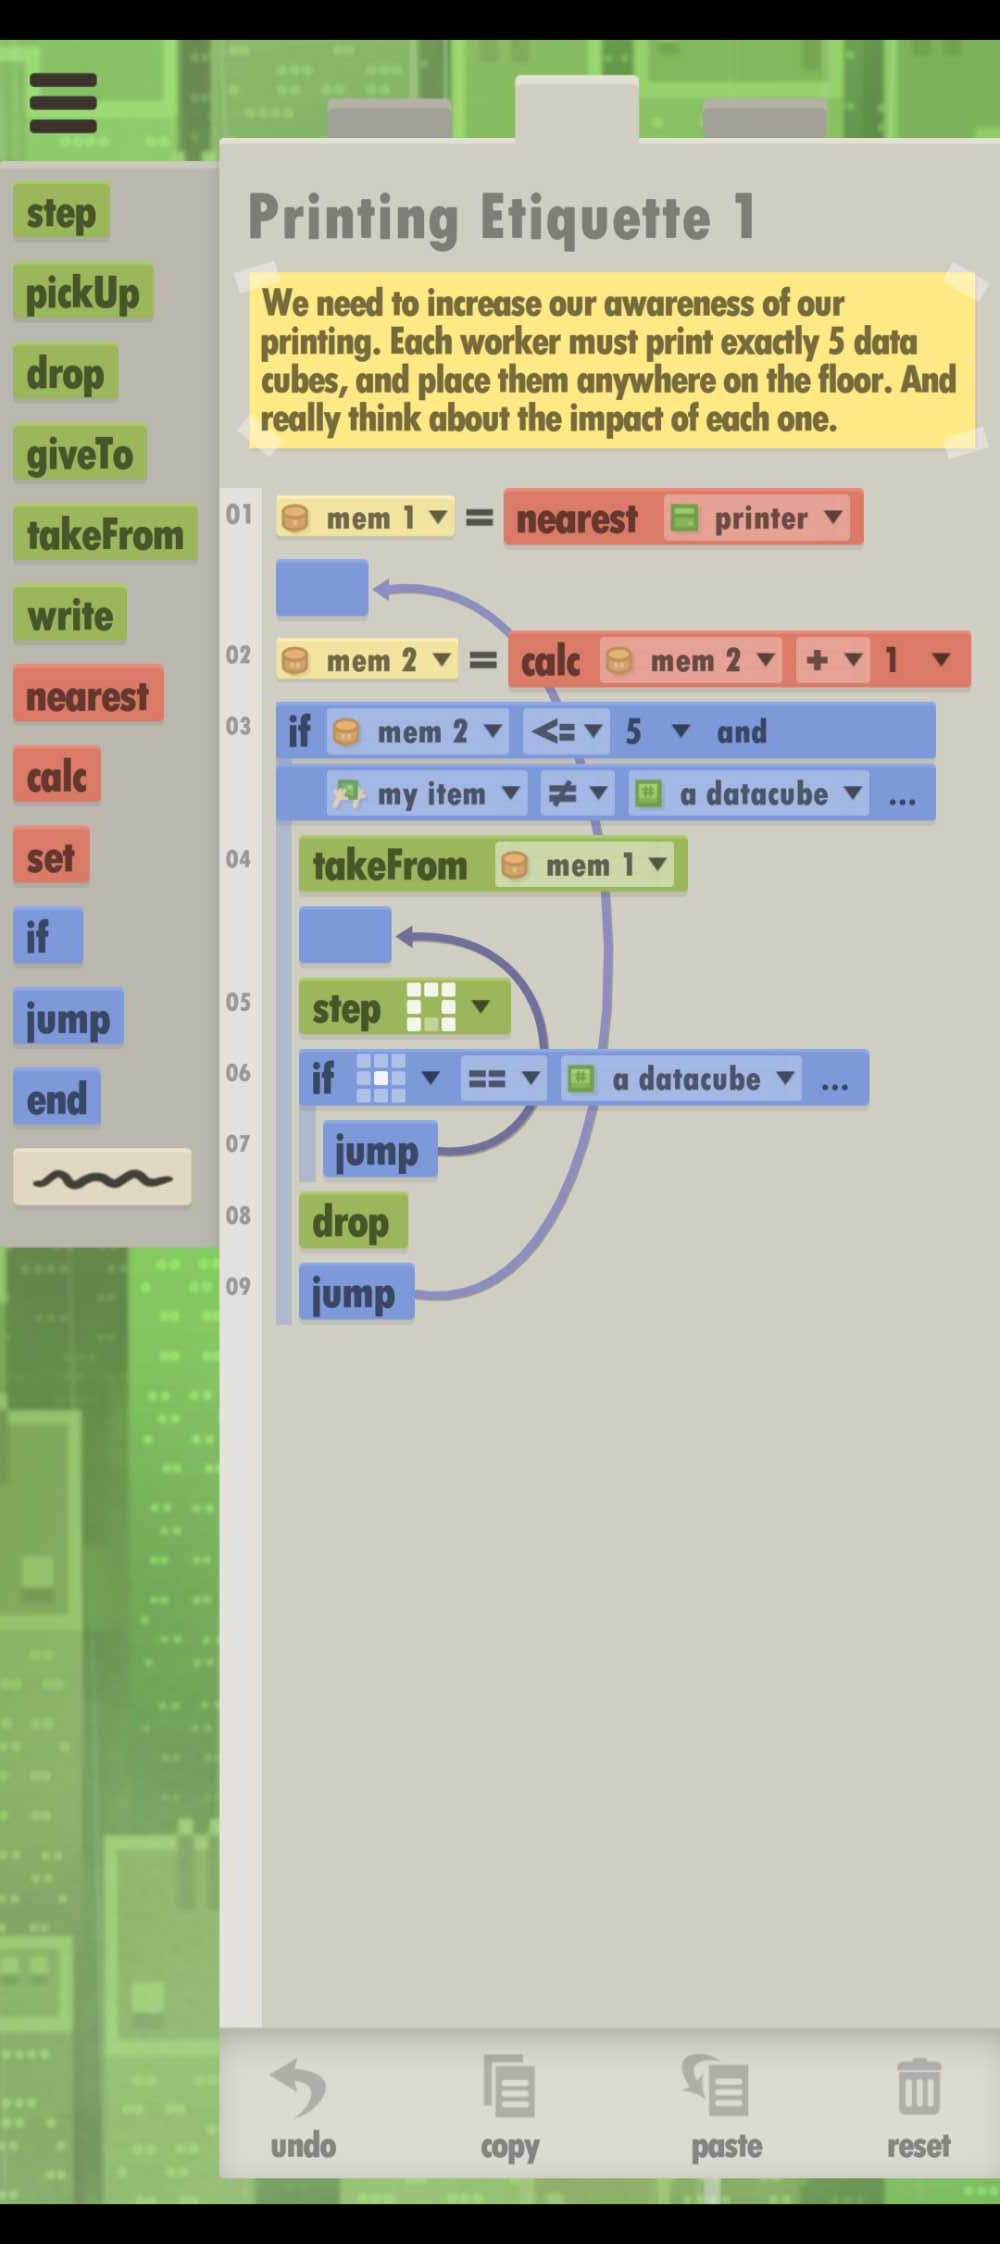 step
pickUp
drop
giveTo
takeFrom
write
nearest
calc
set
if
jump
end
Printing Etiquette 1
We need to increase our awareness of our
printing. Each worker must print exactly 5 data
cubes, and place them anywhere on the floor. And
really think about the impact of each one.
01 mem 1 = nearest printer
02 mem 2 = calc mem 2 + 1
03 if mem 2 <= 5 and
my item ≠ a datacube ...
04 takeFrom mem 1
05 step
06 if == a datacube ...
07 jump
08 drop
09 jump
undo copy paste reset